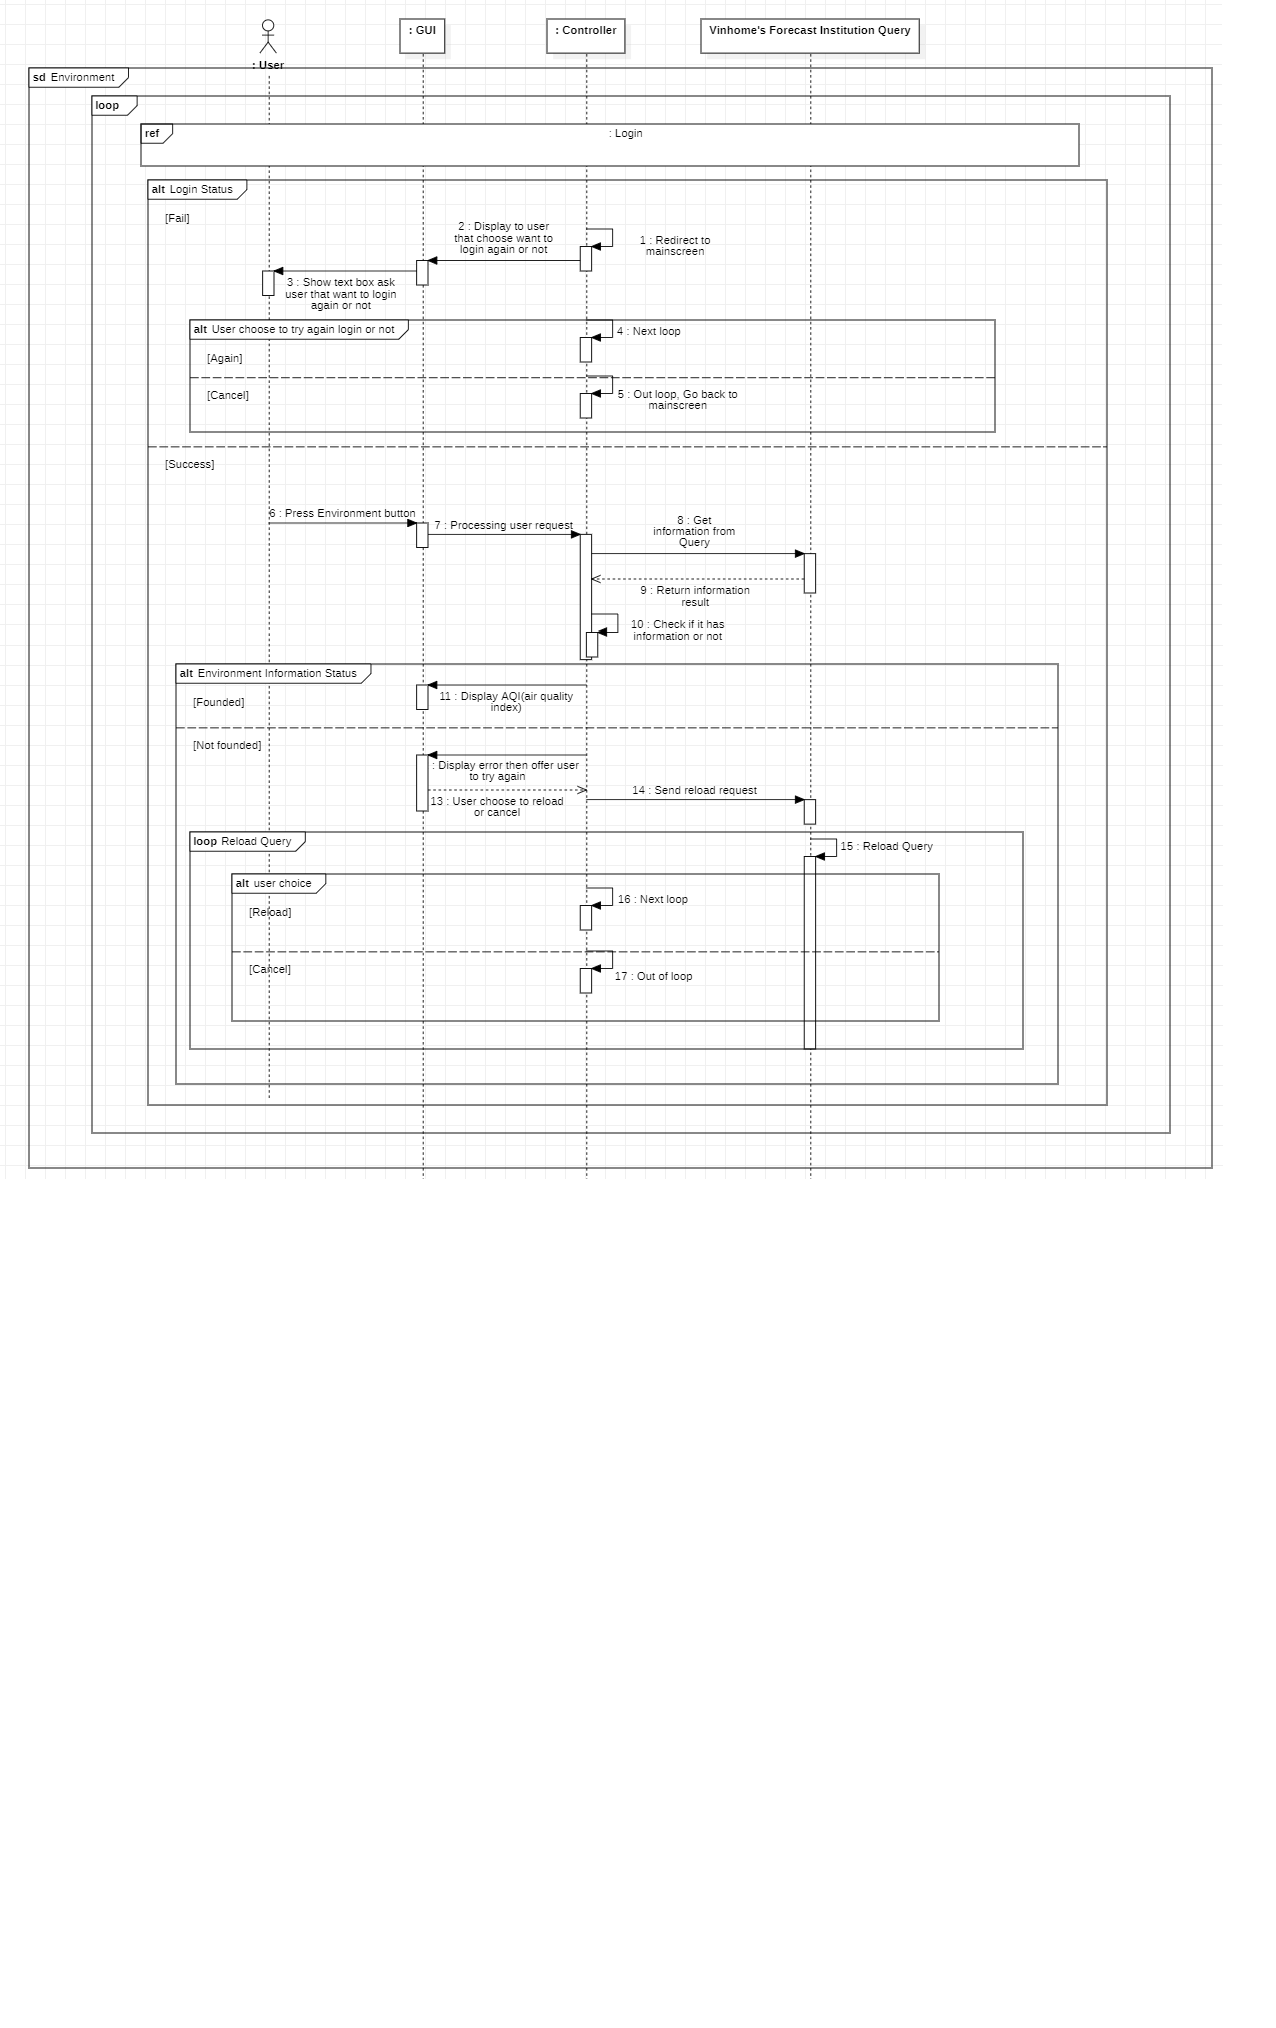 : User
: GUI
: Controller
Vinhome's Forecast Institution Query
sd Environment
loop
ref
: Login
alt Login Status
[Fail]
1 : Redirect to
mainscreen
2 : Display to user
that choose want to
login again or not
3 : Show text box ask
user that want to login
again or not
alt User choose to try again login or not
4 : Next loop
[Again]
[Cancel]
5 : Out loop, Go back to
mainscreen
[Success]
6 : Press Environment button
7 : Processing user request
8 : Get
information from
Query
9 : Return information
result
10 : Check if it has
information or not
alt Environment Information Status
[Founded]
11 : Display AQI(air quality
index)
[Not founded]
: Display error then offer user
to try again
13 : User choose to reload
or cancel
14 : Send reload request
loop Reload Query
15 : Reload Query
alt user choice
[Reload]
16 : Next loop
[Cancel]
17 : Out of loop